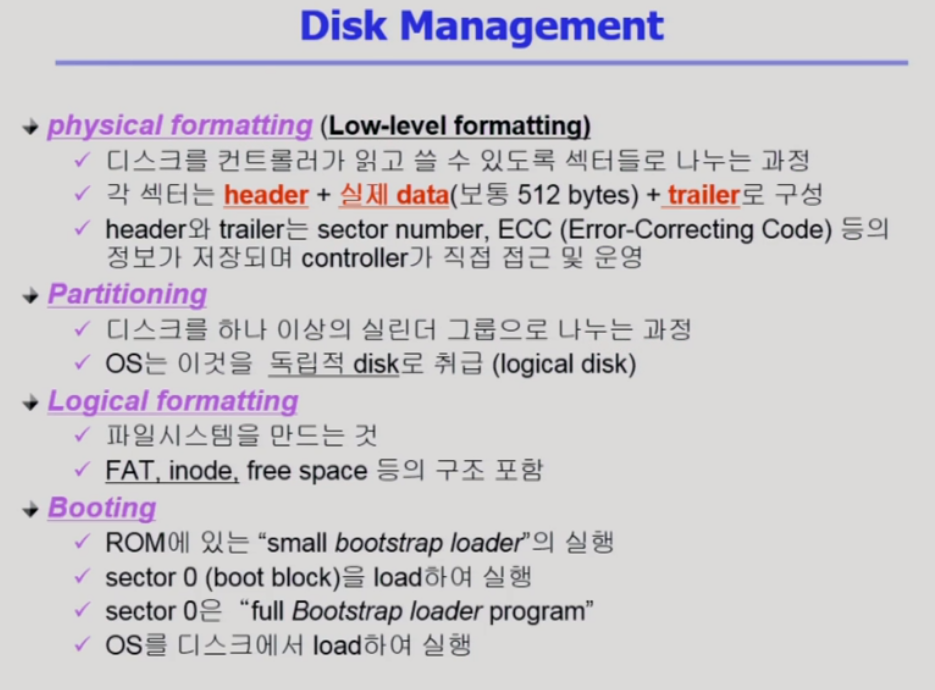 Disk Management
physical formatting (Low-level formatting)
디스크를 컨트롤러가 읽고 쓸 수 있도록 섹터들로 나누는 과정
각 섹터는 header + 실제 data(보통 512 bytes) + trailer로 구성
header와 trailer는 sector number, ECC (Error-Correcting Code) 등의
정보가 저장되며 controller가 직접 접근 및 운영
Partitioning
디스크를 하나 이상의 실린더 그룹으로 나누는 과정
OS는 이것을 독립적 disk로 취급 (logical disk)
Logical formatting
파일시스템을 만드는 것
FAT, inode, free space 등의 구조 포함
Booting
ROM에 있는 “small bootstrap loader”의 실행
sector 0 (boot block)을 load하여 실행
sector 0은 “full Bootstrap loader program”
OS를 디스크에서 load하여 실행